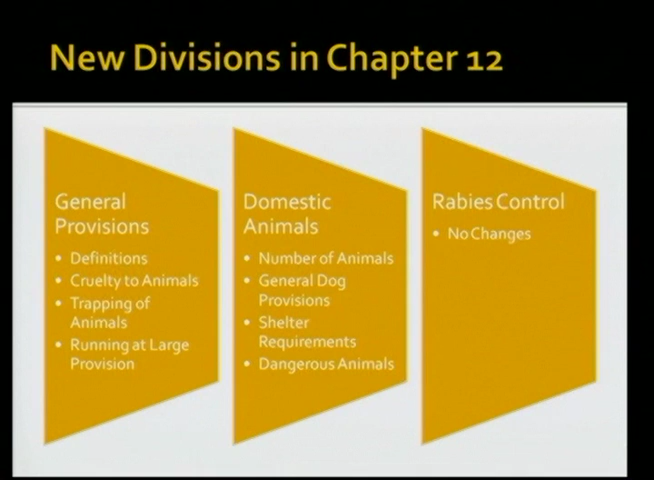 New Divisions in Chapter 12
General
Provisions
• Definitions
• Cruelty to Animals
• Trapping of
Animals
• Running at Large
Provision
Domestic
Animals
• Number of Animals
• General Dog
Provisions
• Shelter
Requirements
• Dangerous Animals
Rabies Control
• No Changes